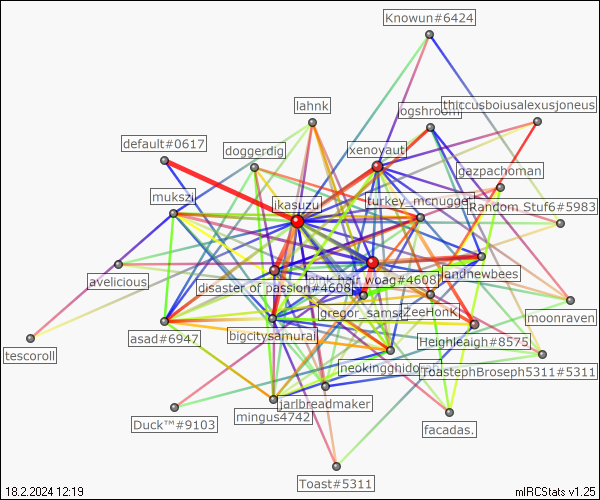 Knowun#6424
lahnk
ogshroom
thiccusboiusalexusjoneus
default#0617
doggerdig
xenoyaut
gazpachoman
mukszi
ikasuzu
turkey_mcnugget
Random Stuf6#5983
avelicious
disaster of passion#4608
pink hair woag#4608
andnewbees
gregor_samsa
ZeeHonk
moonraven
tescoroll
asad#6947
bigcitysamurai
Heighleaigh#8575
neokingghidorah
ToastephBroseph5311#5311
jarlbreadmaker
mingus4742
Duck™#9103
facadas.
Toast#5311
18.2.2024 12:19
mIRCStats v1.25